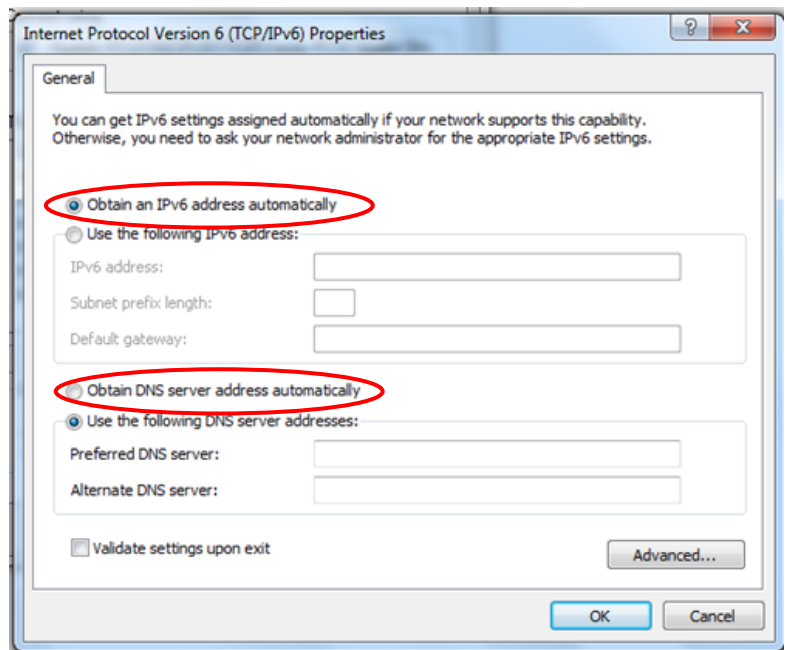 Internet Protocol Version 6 (TCP/IPv6) Properties
General
You can get IPv6 settings assigned automatically if your network supports this capability.
Otherwise, you need to ask your network administrator for the appropriate IPv6 settings.
Obtain an IPv6 address automatically
Use the following IPv6 address:
IPv6 address:
Subnet prefix length:
Default gateway:
Obtain DNS server address automatically
Use the following DNS server addresses:
Preferred DNS server:
Alternate DNS server:
Validate settings upon exit
Advanced...
OK
Cancel